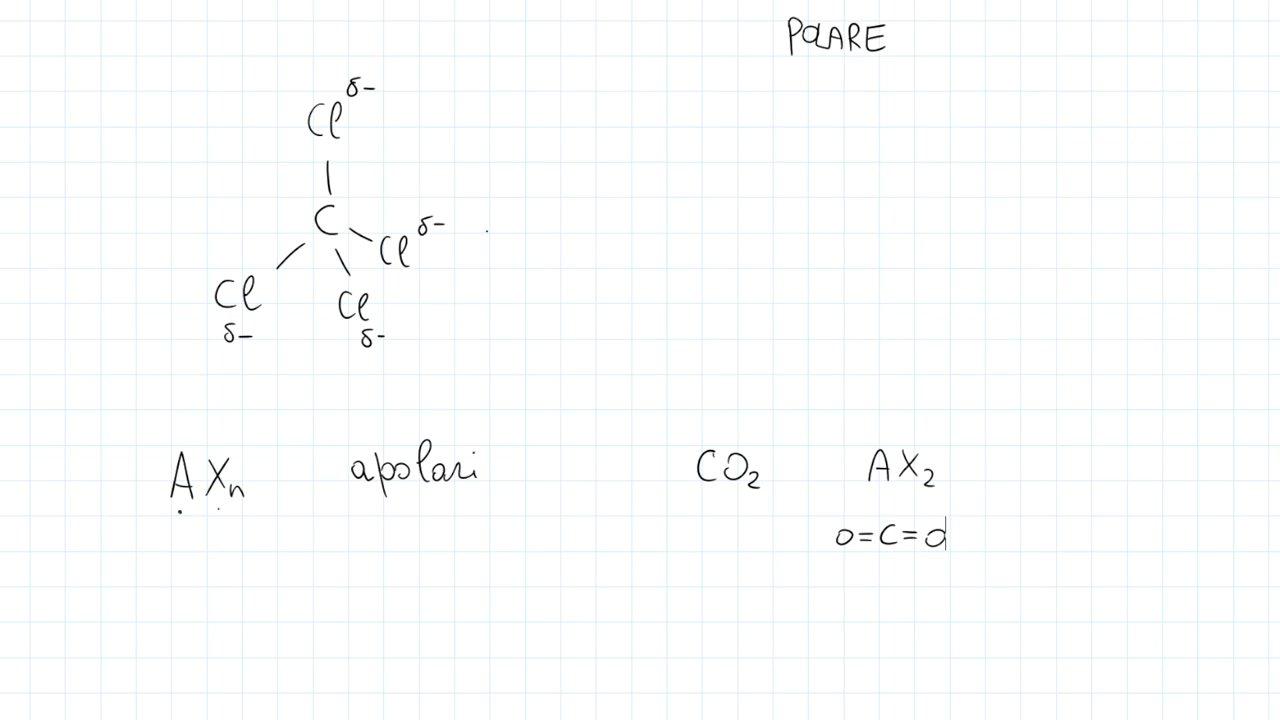 POLARE
Cl δ-
C
Cl δ-
Cl δ-
Cl δ-
AXₙ apolari
CO₂ AX₂
O=C=O